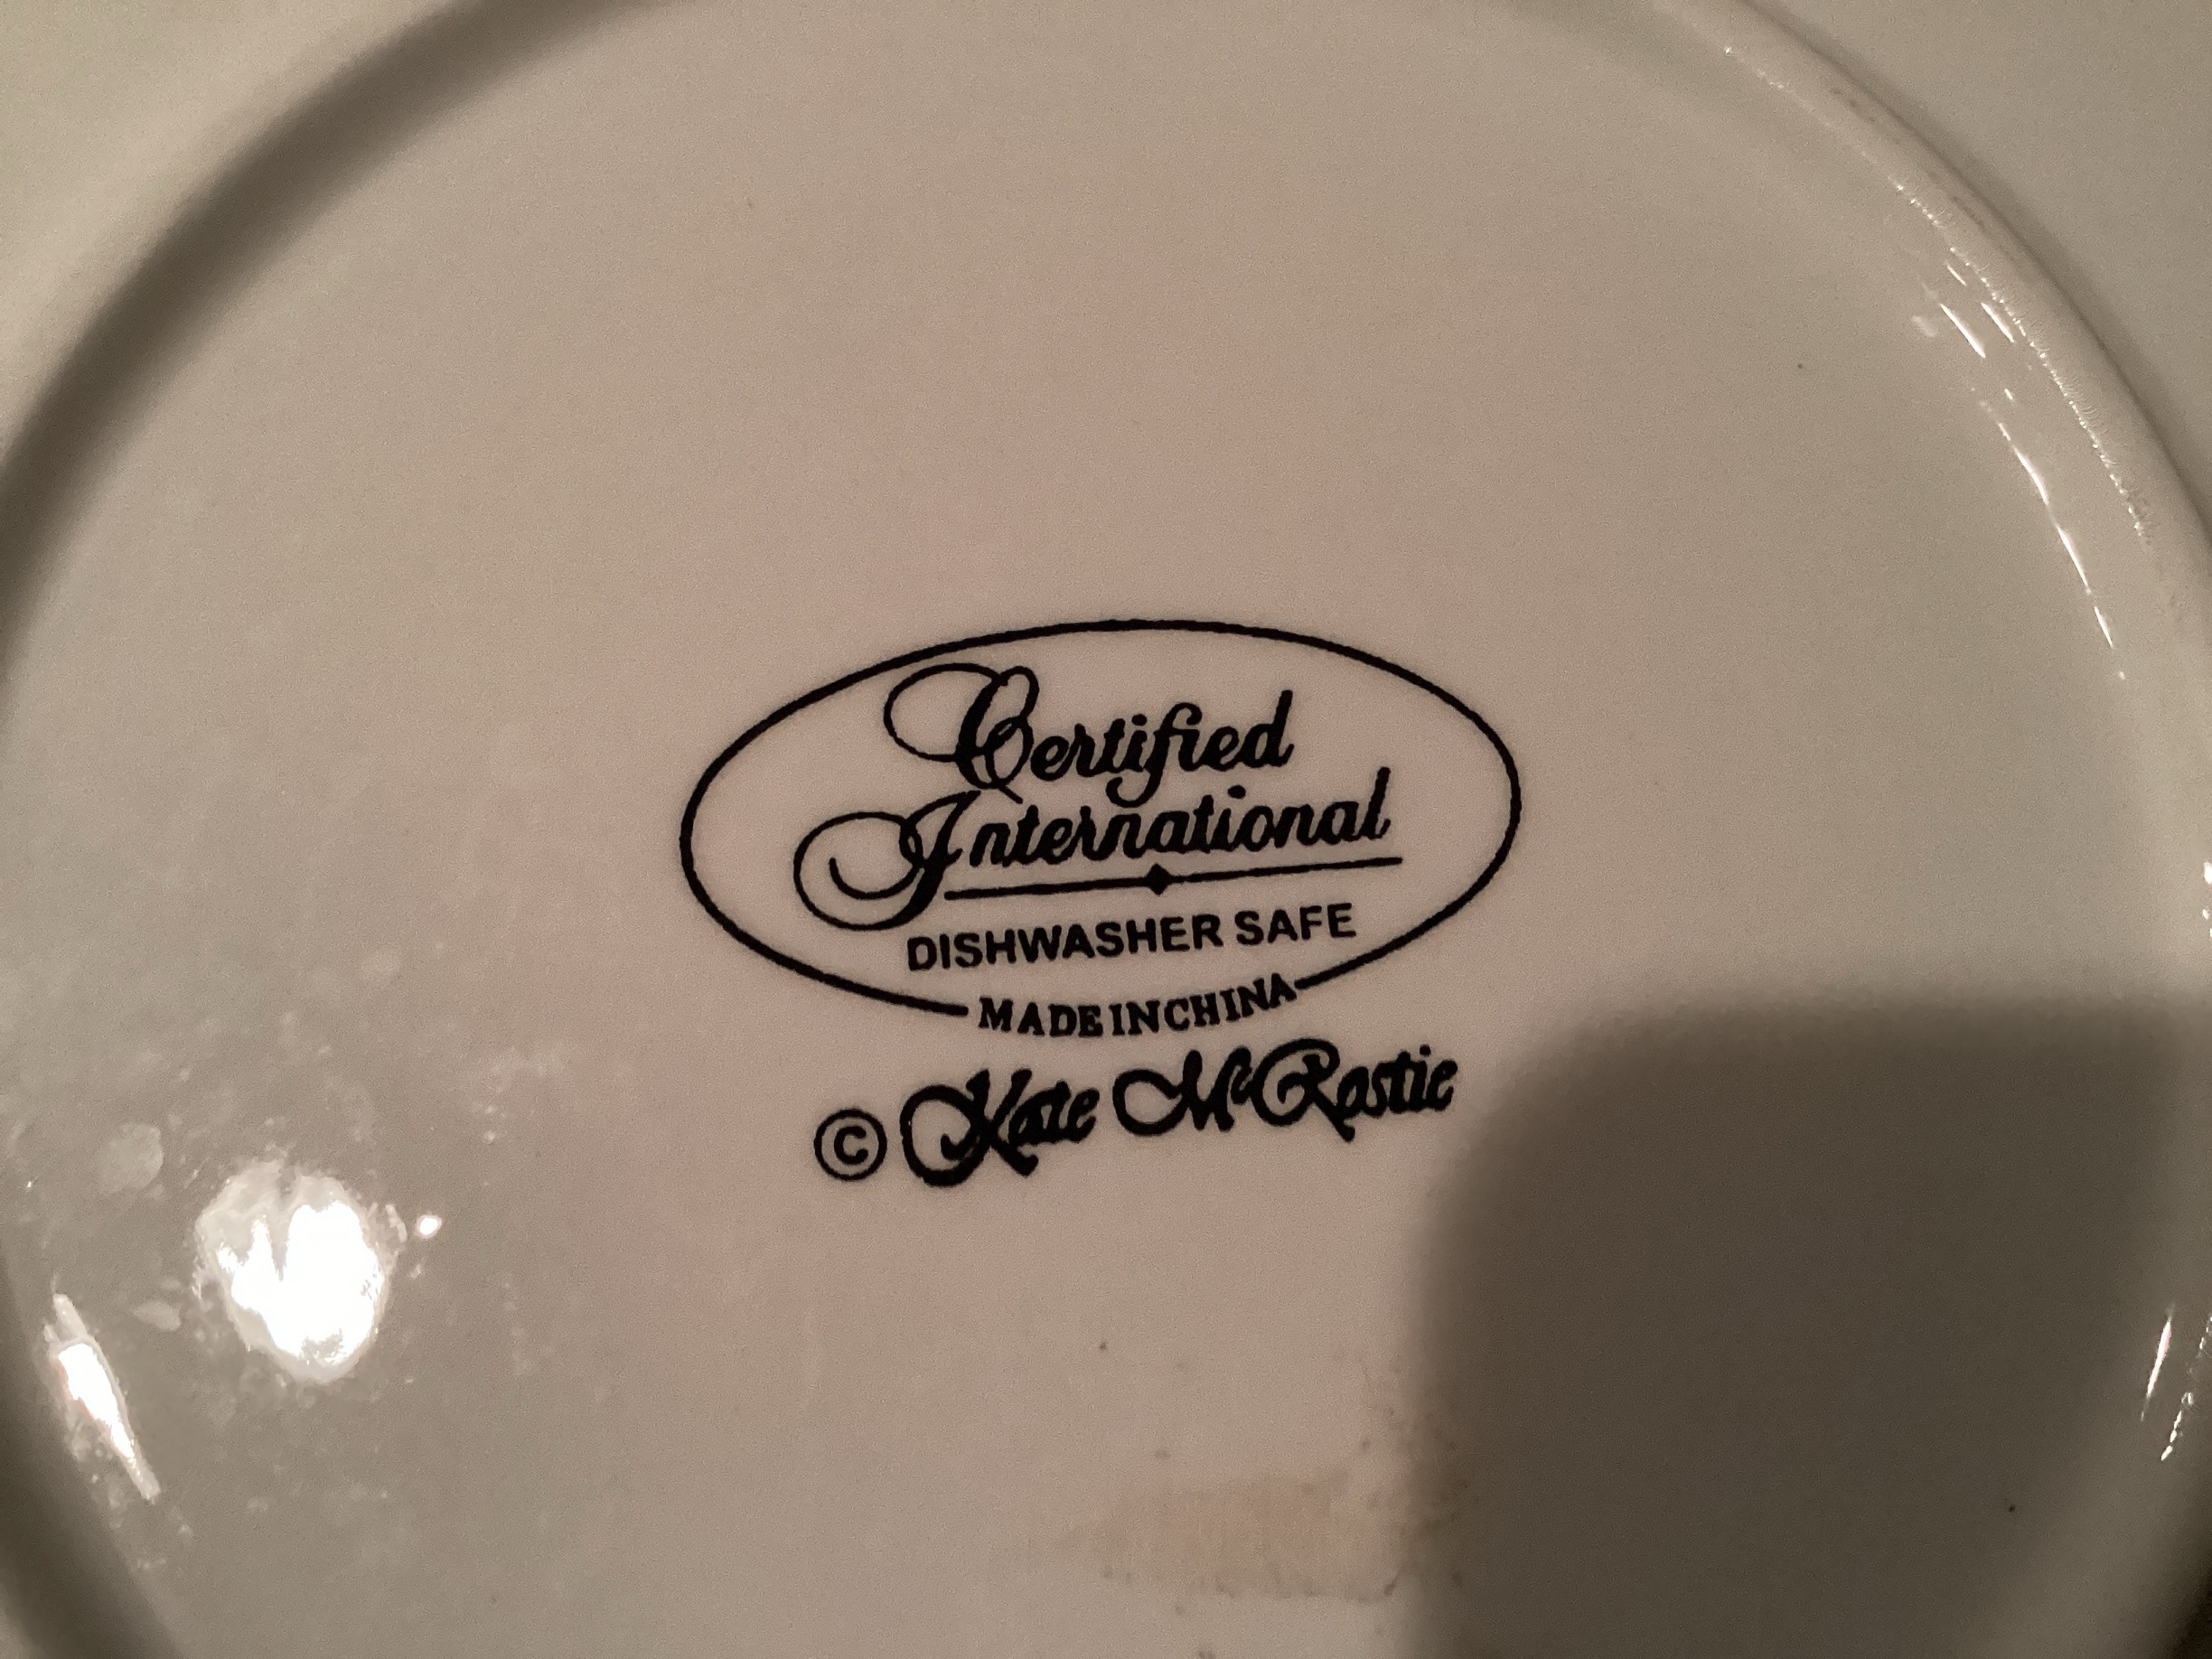 Certified
International
DISHWASHER SAFE
MADE IN CHINA
© Kate McRostie